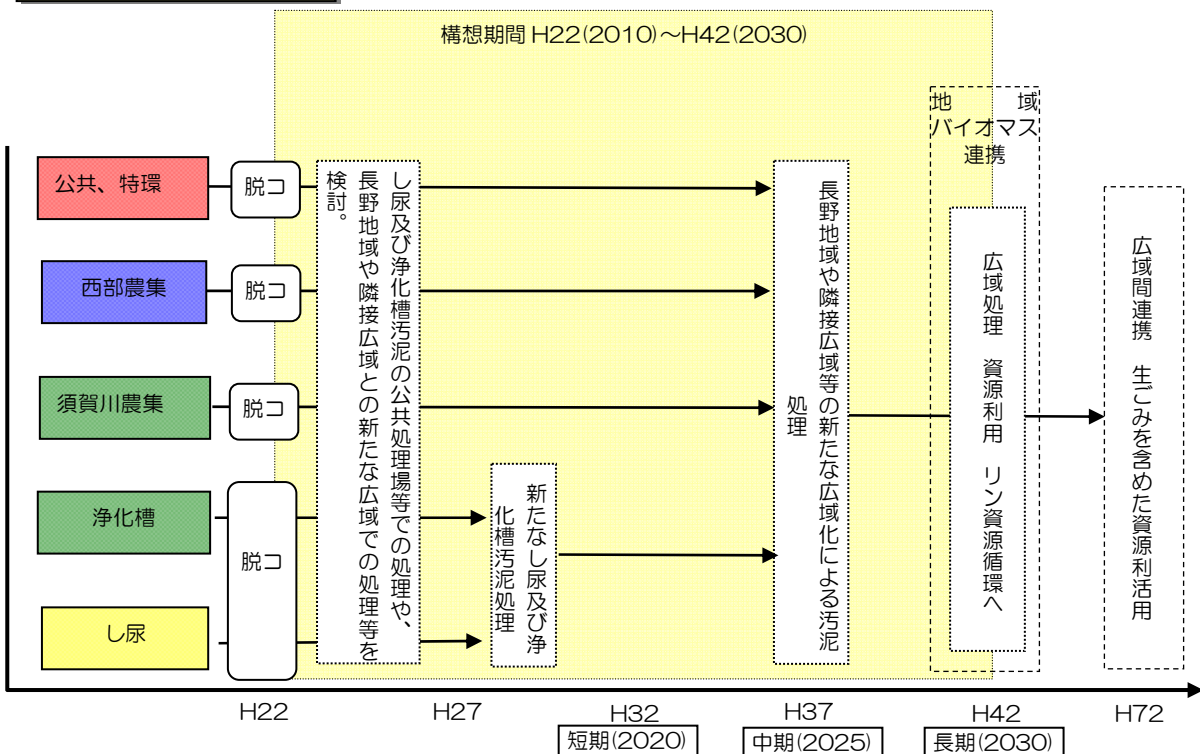 構想期間 H22(2010)～H42(2030)
地域
バイオマス
連携
公共、特環
脱コ
西部農集
脱コ
須賀川農集
脱コ
浄化槽
し尿
脱コ
し尿及び浄化槽汚泥の公共処理場等での処理や、
長野地域や隣接広域との新たな広域での処理等を
検討。
新たなし尿及び浄
化槽汚泥処理
長野地域や隣接広域等の新たな広域化による汚泥
処理
広域処理 資源利用 リン資源循環へ
広域間連携 生ごみを含めた資源利活用
H22
H27
H32
H37
H42
H72
短期(2020)
中期(2025)
長期(2030)